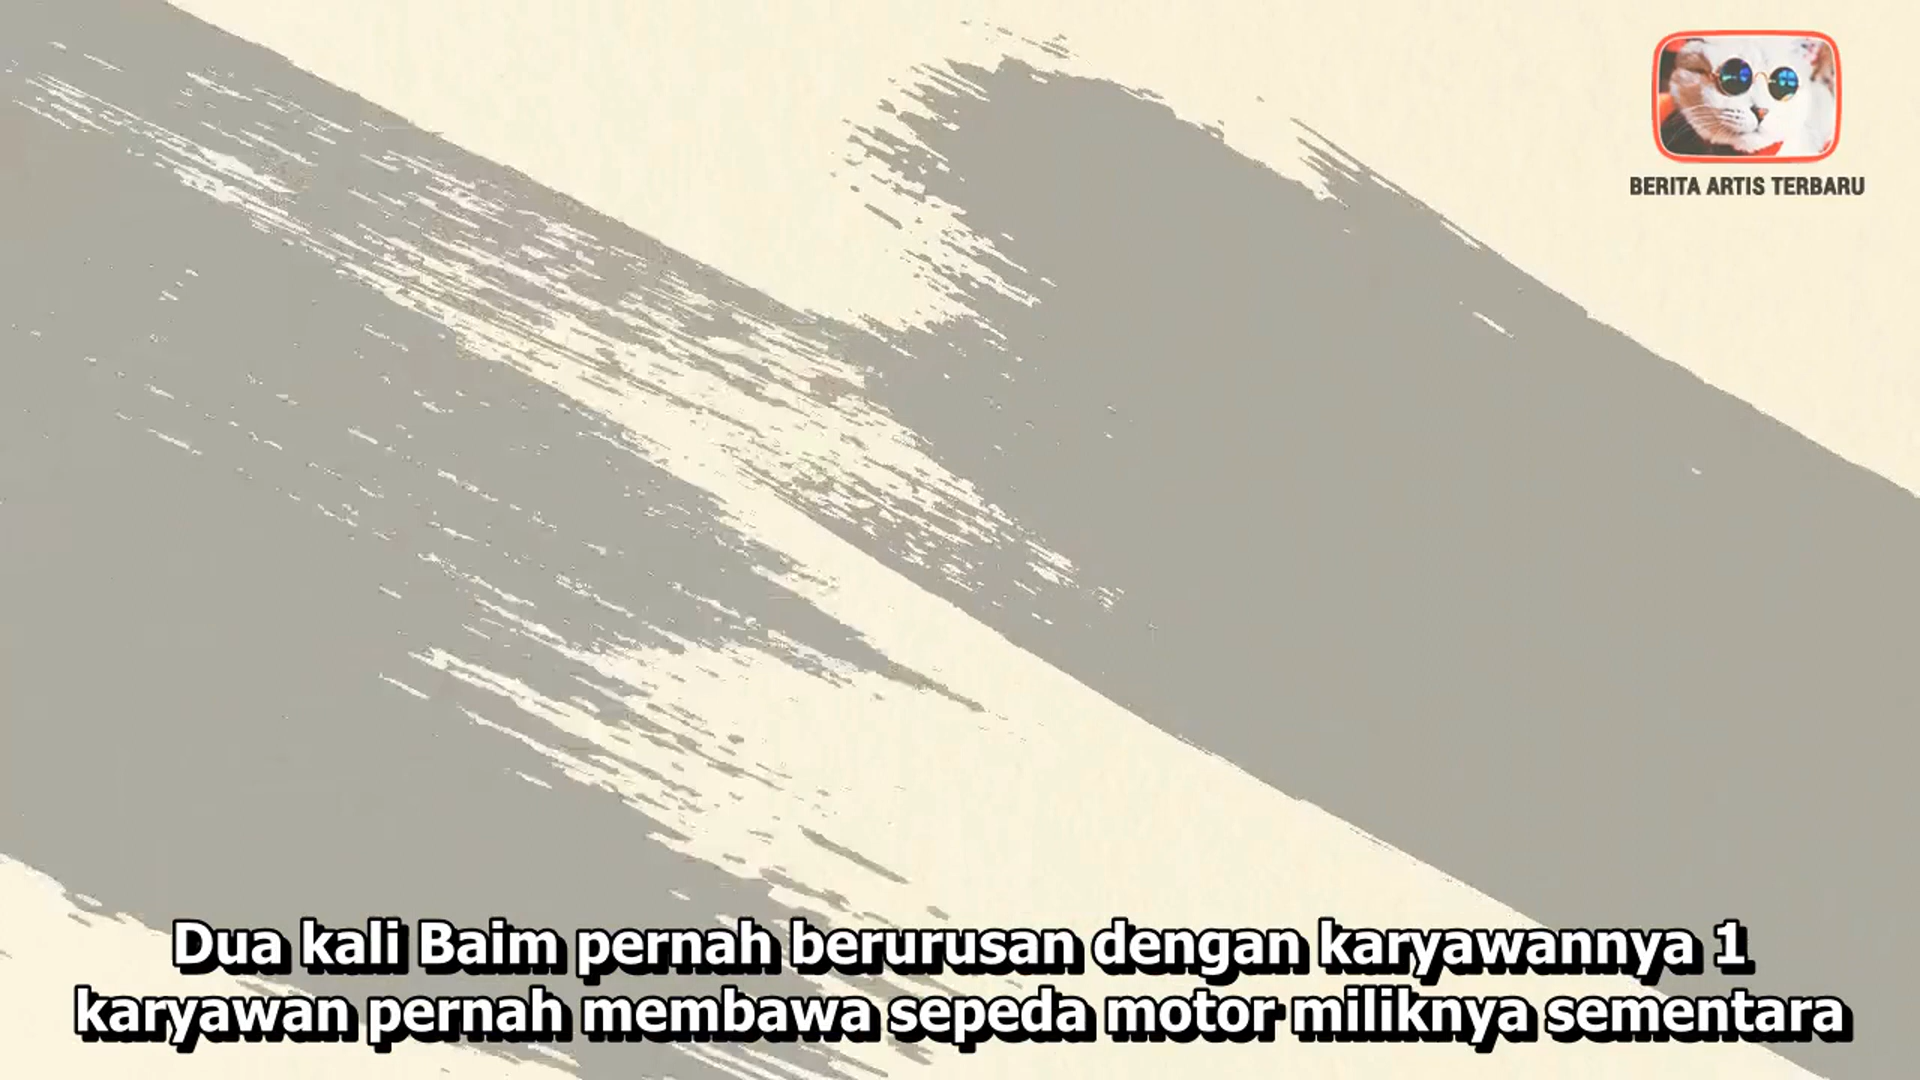 BERITA ARTIS TERBARU
Dua kali Baim pernah berurusan dengan karyawannya 1
karyawan pernah membawa sepeda motor miliknya sementara